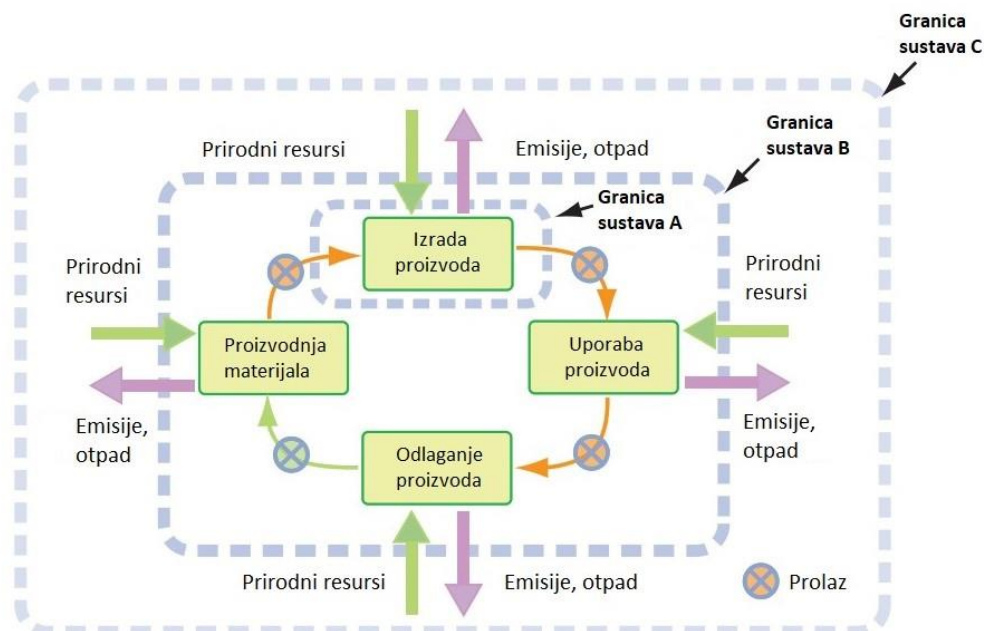 Granica
sustava C
Granica
sustava B
Prirodni resursi
Emisije, otpad
Granica
sustava A
Izrada
proizvoda
Prirodni
resursi
Prirodni
resursi
Proizvodnja
materijala
Uporaba
proizvoda
Emisije,
otpad
Emisije,
otpad
Odlaganje
proizvoda
Prirodni resursi
Emisije, otpad
Prolaz